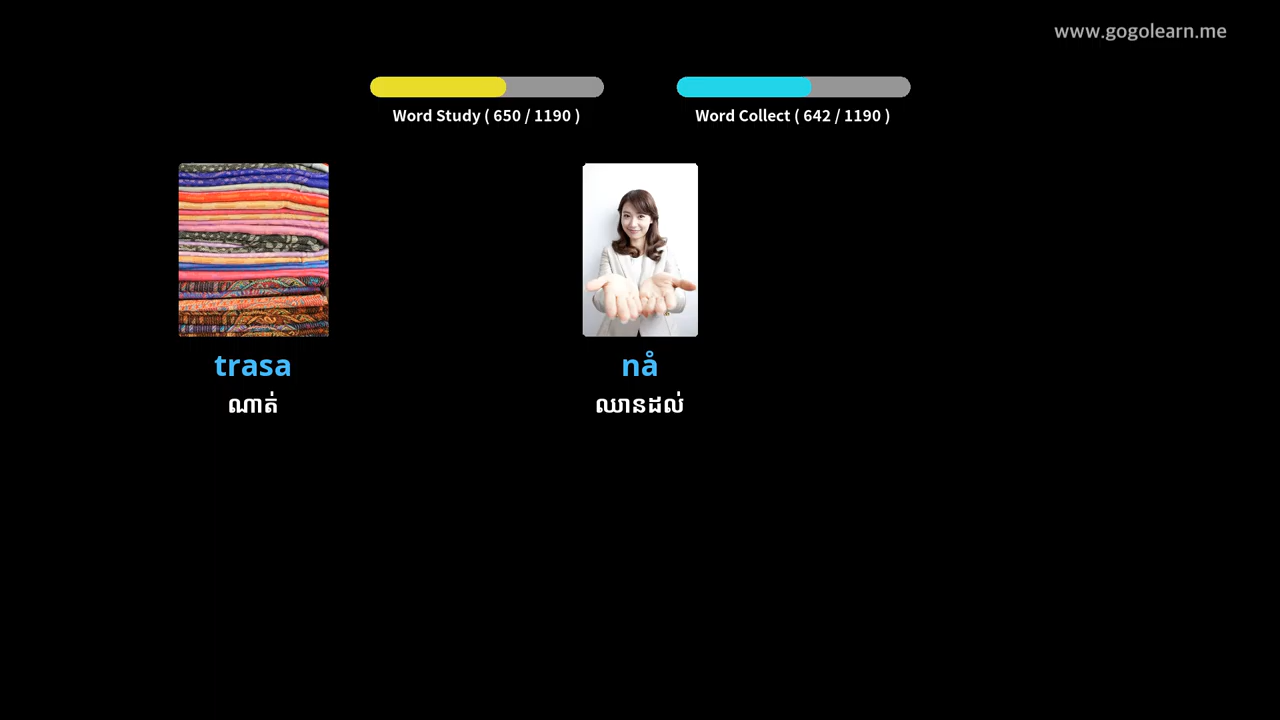 www.gogolearn.me
Word Study ( 650 / 1190 )
Word Collect ( 642 / 1190 )
trasa
ណាត់
nå
ឈានដល់